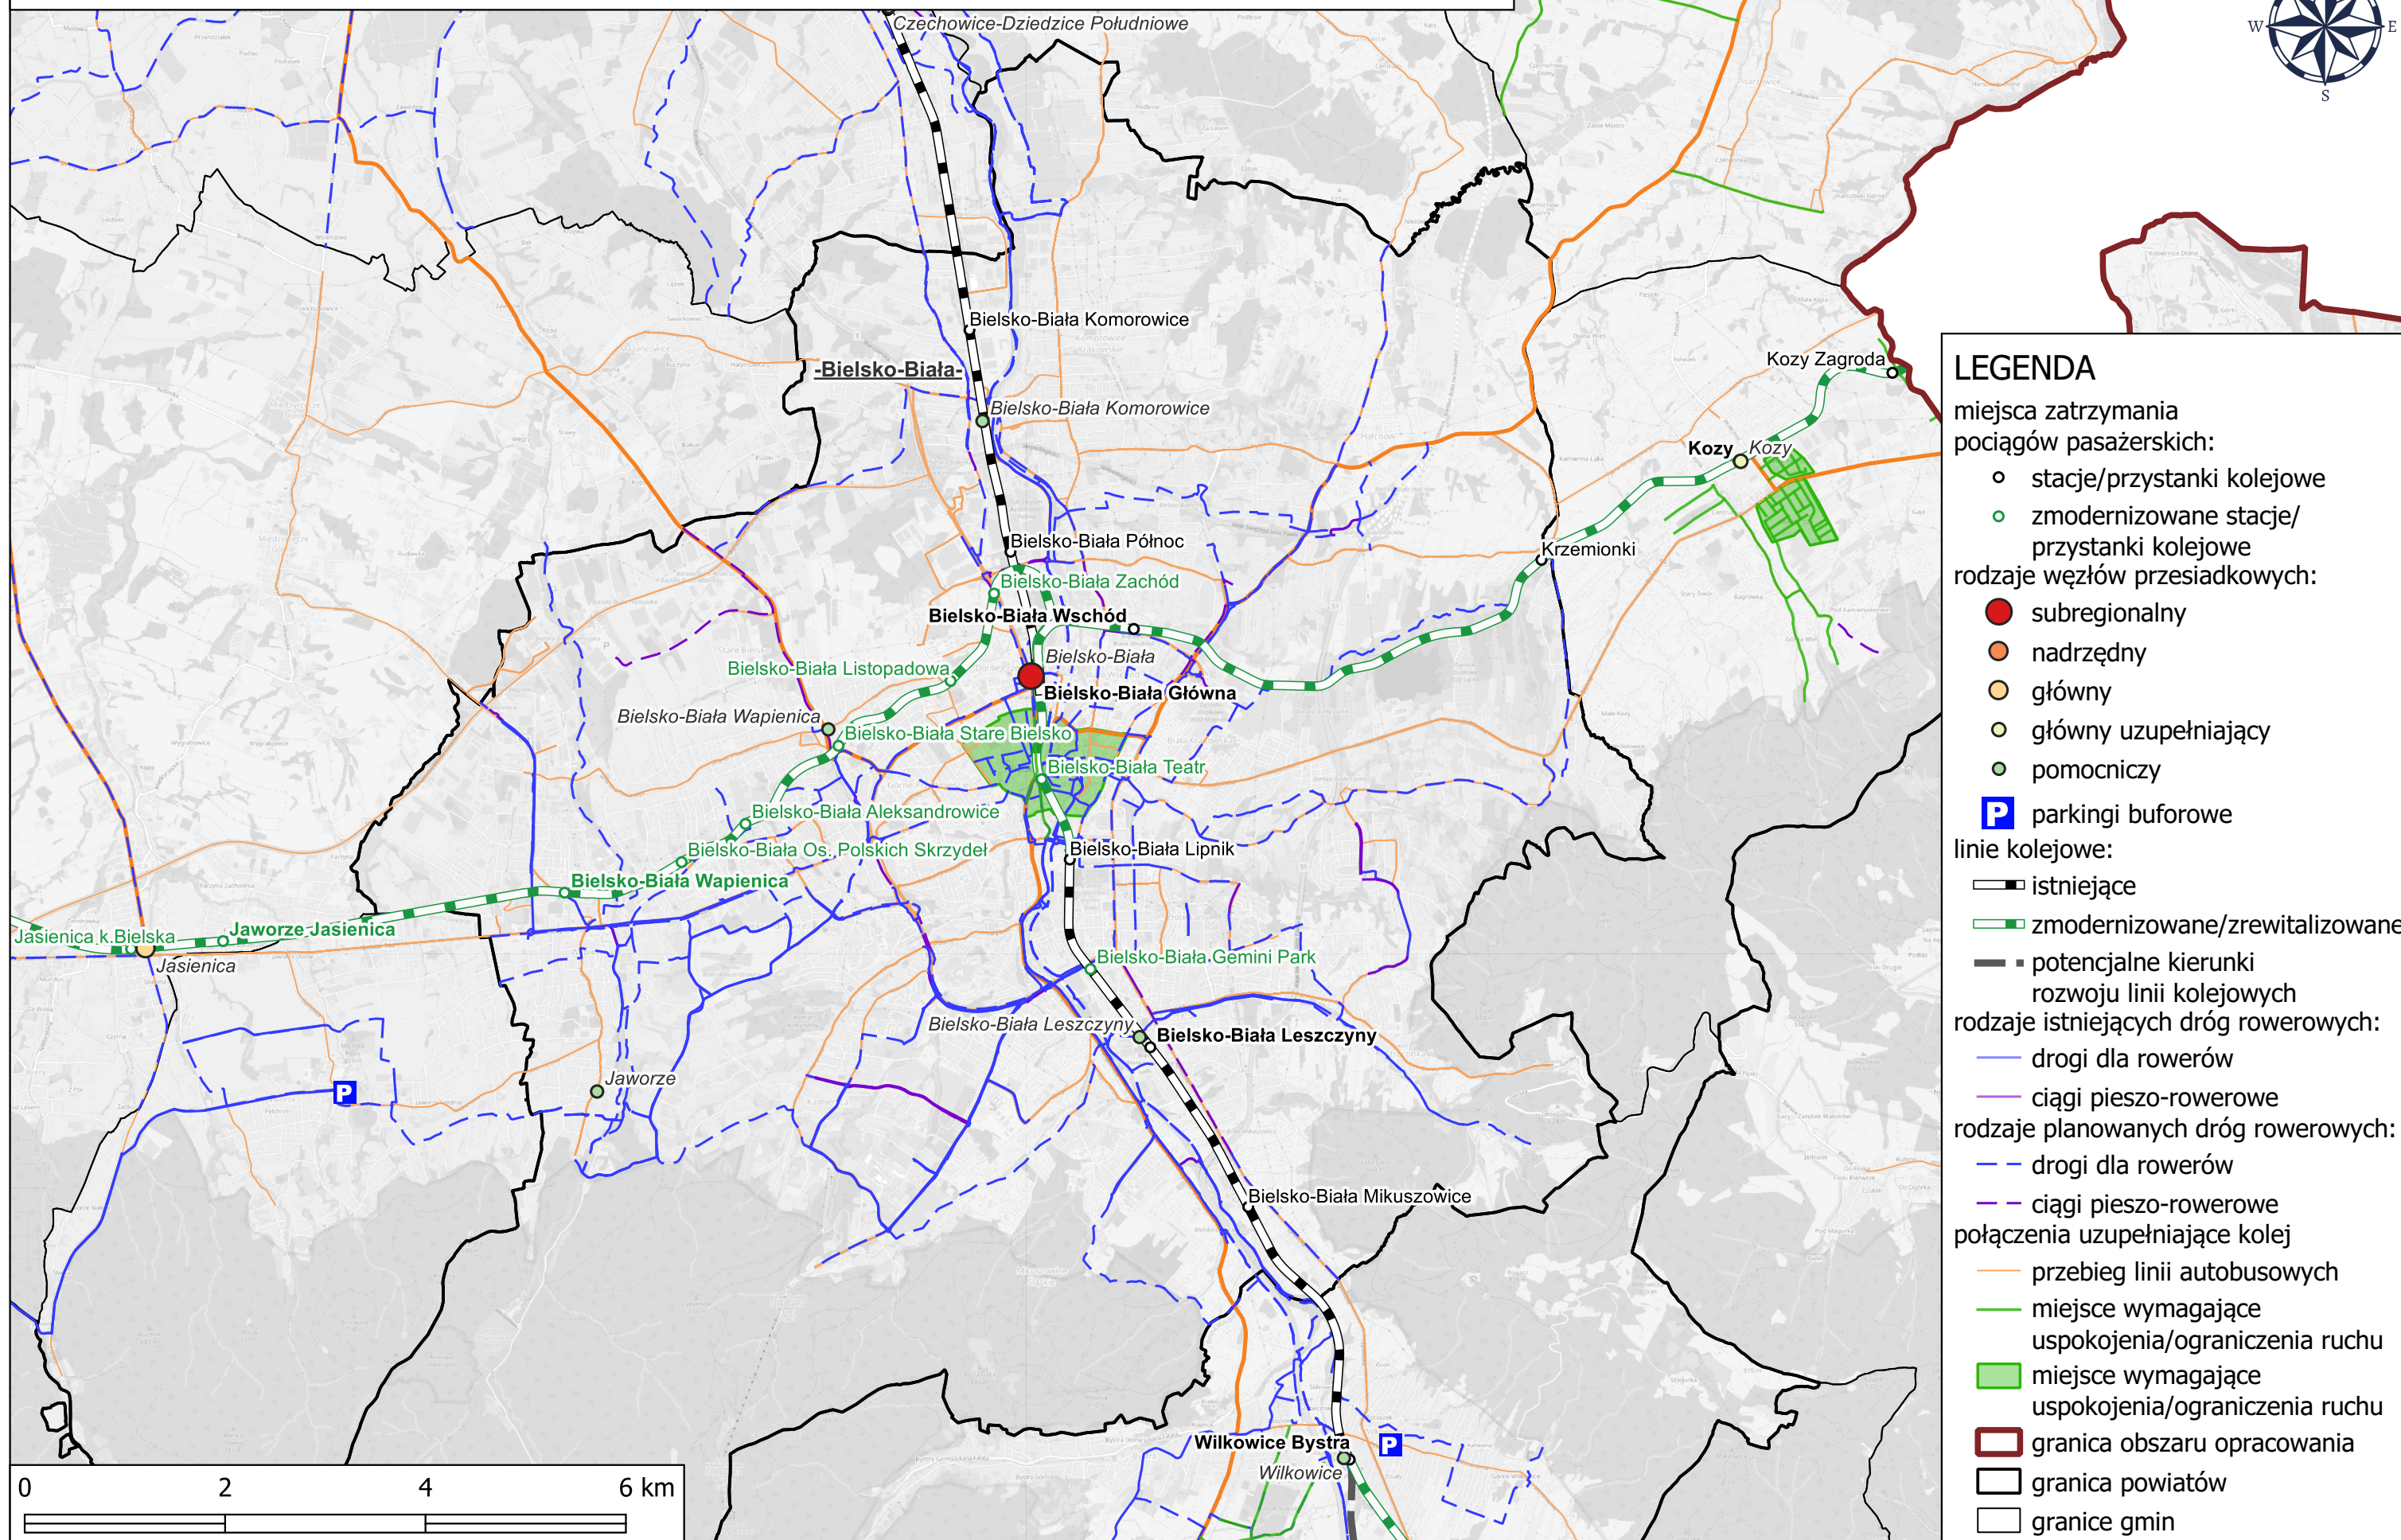 Czechowice-Dziedzice Południowe
W
E
S
Bielsko-Biała Komorowice
-Bielsko-Biała-
Bielsko-Biała Komorowice
Kozy Zagroda
Kozy
Kozy
Bielsko-Biała Północ
Krzemionki
Bielsko-Biała Zachód
Bielsko-Biała Wschód
Bielsko-Biała
Bielsko-Biała Listopadowa
Bielsko-Biała Główna
Bielsko-Biała Wapienica
Bielsko-Biała Stare Bielsko
Bielsko-Biała Teatr
Bielsko-Biała Aleksandrowice
Bielsko-Biała Os. Polskich Skrzydeł
Bielsko-Biała Lipnik
Bielsko-Biała Wapienica
Jaworze Jasienica
Jasienica k.Bielska
Jasienica
Bielsko-Biała Gemini Park
Bielsko-Biała Leszczyny
Bielsko-Biała Leszczyny
Jaworze
P
Bielsko-Biała Mikuszowice
Wilkowice Bystra
P
Wilkowice
0 2 4 6 km
LEGENDA
miejsca zatrzymania
pociągów pasażerskich:
stacje/przystanki kolejowe
zmodernizowane stacje/
przystanki kolejowe
rodzaje węzłów przesiadkowych:
subregionalny
nadrzędny
główny
główny uzupełniający
pomocniczy
P parkingi buforowe
linie kolejowe:
istniejące
zmodernizowane/zrewitalizowane
potencjalne kierunki
rozwoju linii kolejowych
rodzaje istniejących dróg rowerowych:
drogi dla rowerów
ciągi pieszo-rowerowe
rodzaje planowanych dróg rowerowych:
drogi dla rowerów
ciągi pieszo-rowerowe
połączenia uzupełniające kolej
przebieg linii autobusowych
miejsce wymagające
uspokojenia/ograniczenia ruchu
miejsce wymagające
uspokojenia/ograniczenia ruchu
granica obszaru opracowania
granica powiatów
granice gmin